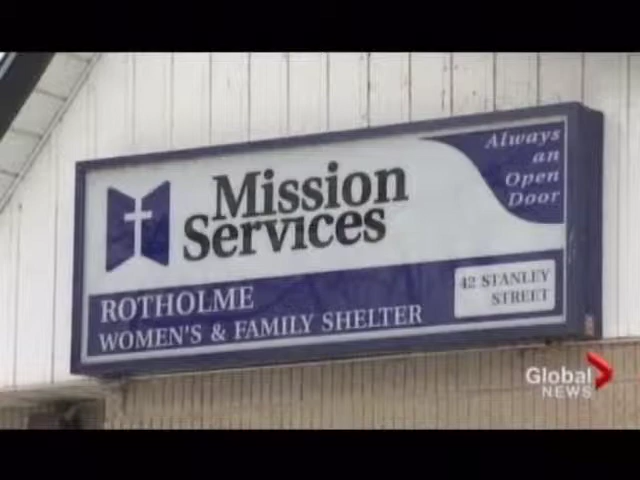 Always
an
Open
Door
Mission
Services
ROTHOLME
WOMEN'S & FAMILY SHELTER
42 STANLEY
STREET
Global
NEWS